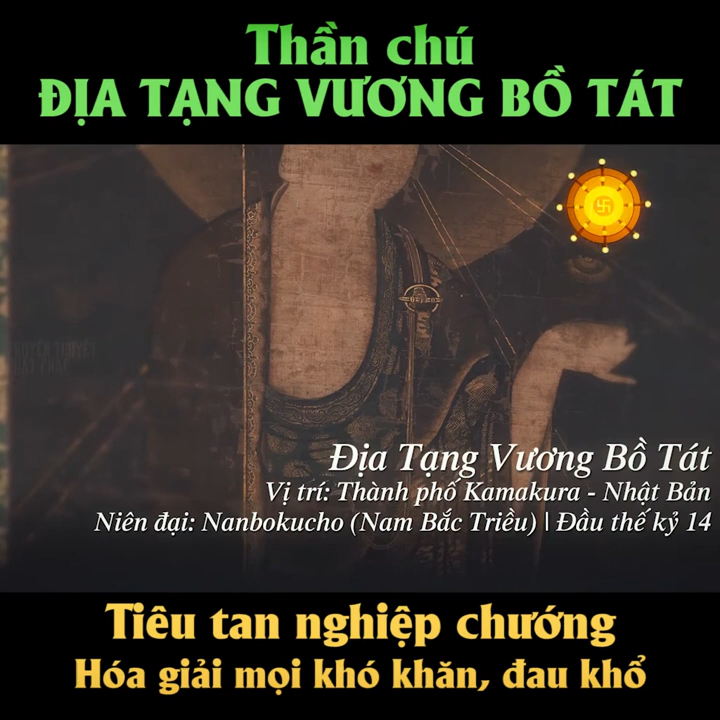 Thần chú
ĐỊA TẠNG VƯƠNG BỒ TÁT
Địa Tạng Vương Bồ Tát
Vị trí: Thành phố Kamakura - Nhật Bản
Niên đại: Nanbokucho (Nam Bắc Triều) | Đầu thế kỷ 14
Tiêu tan nghiệp chướng
Hóa giải mọi khó khăn, đau khổ